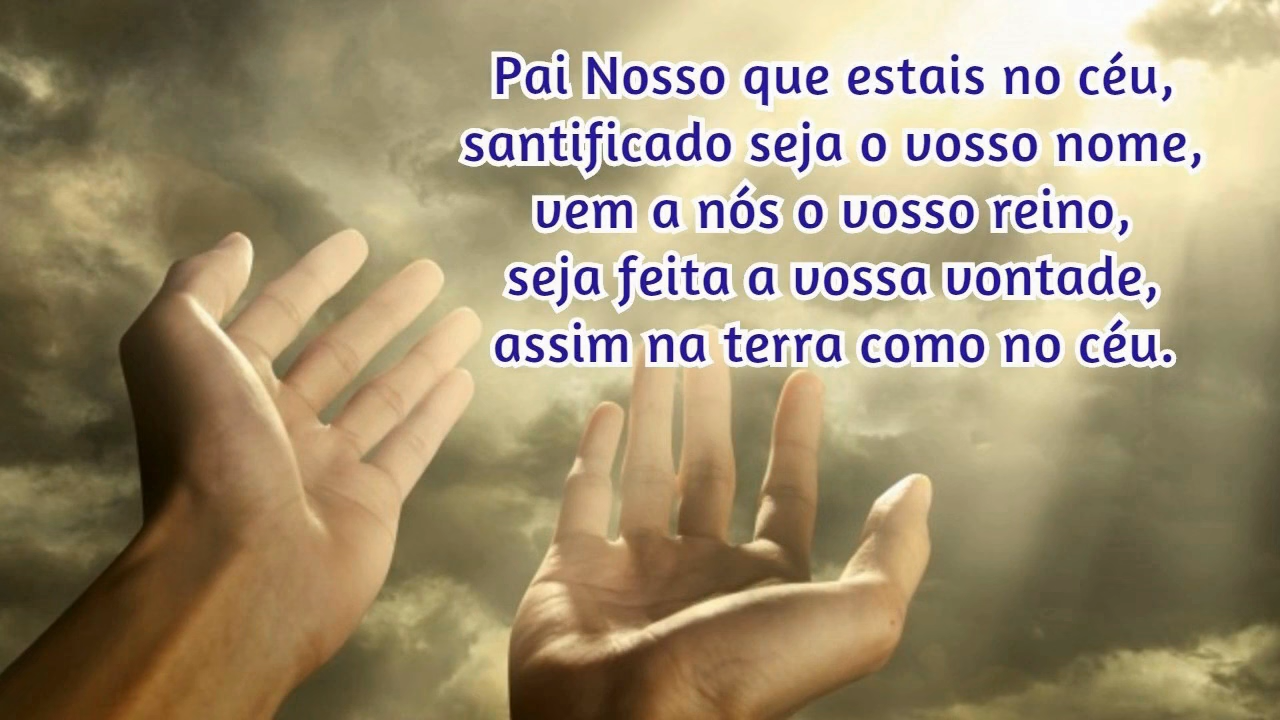 Pai Nosso que estais no céu,
santificado seja o vosso nome,
vem a nós o vosso reino,
seja feita a vossa vontade,
assim na terra como no céu.